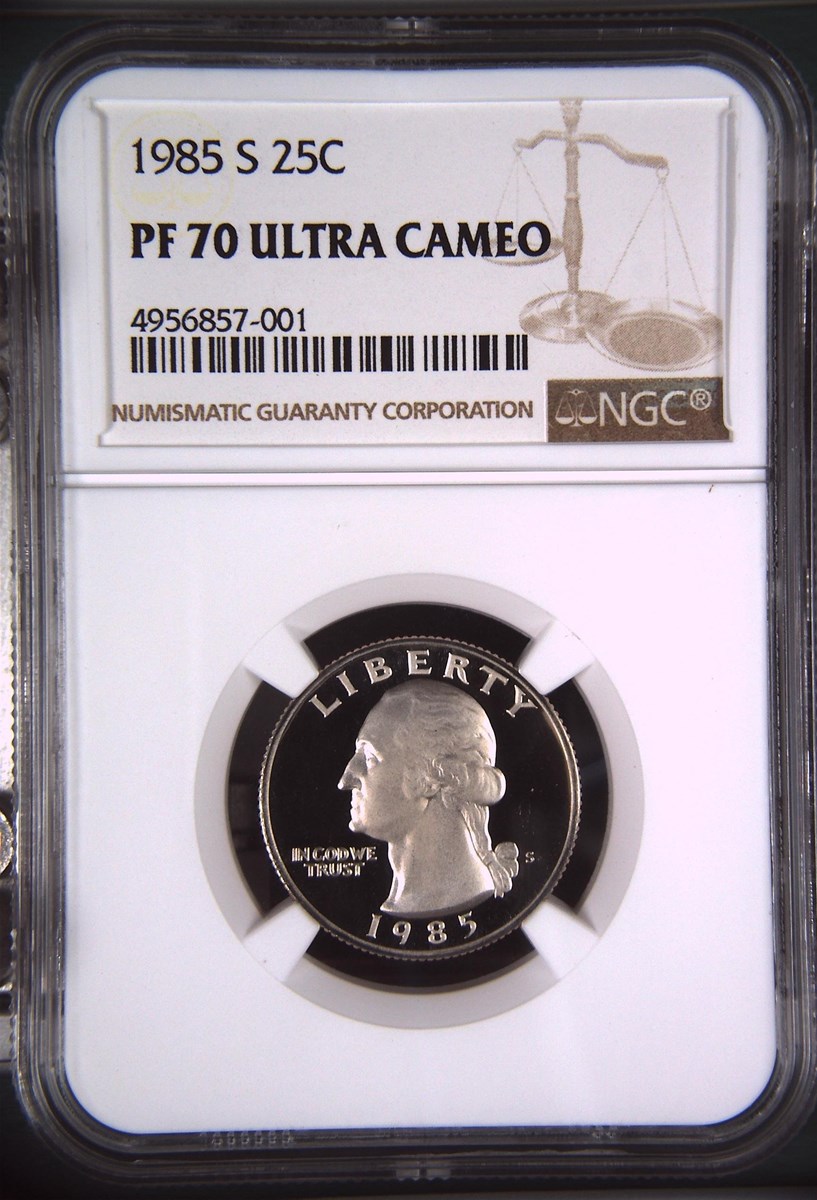 1985 S 25C
PF 70 ULTRA CAMEO
4956857-001
NUMISMATIC GUARANTY CORPORATION
NGC®
LIBERTY
IN GOD WE
TRUST
S
1985